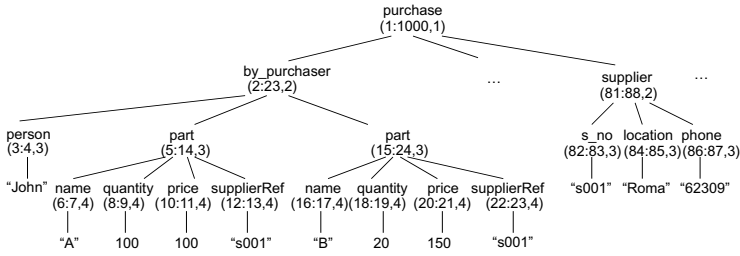 purchase
(1:1000,1)
by_purchaser
(2:23,2)
...
supplier
(81:88,2)
...
person
(3:4,3)
part
(5:14,3)
part
(15:24,3)
s_no
(82:83,3)
location
(84:85,3)
phone
(86:87,3)
“John”
name
(6:7,4)
quantity
(8:9,4)
price
(10:11,4)
supplierRef
(12:13,4)
name
(16:17,4)
quantity
(18:19,4)
price
(20:21,4)
supplierRef
(22:23,4)
“s001”
“Roma”
“62309”
“A”
100
100
“s001”
“B”
20
150
“s001”